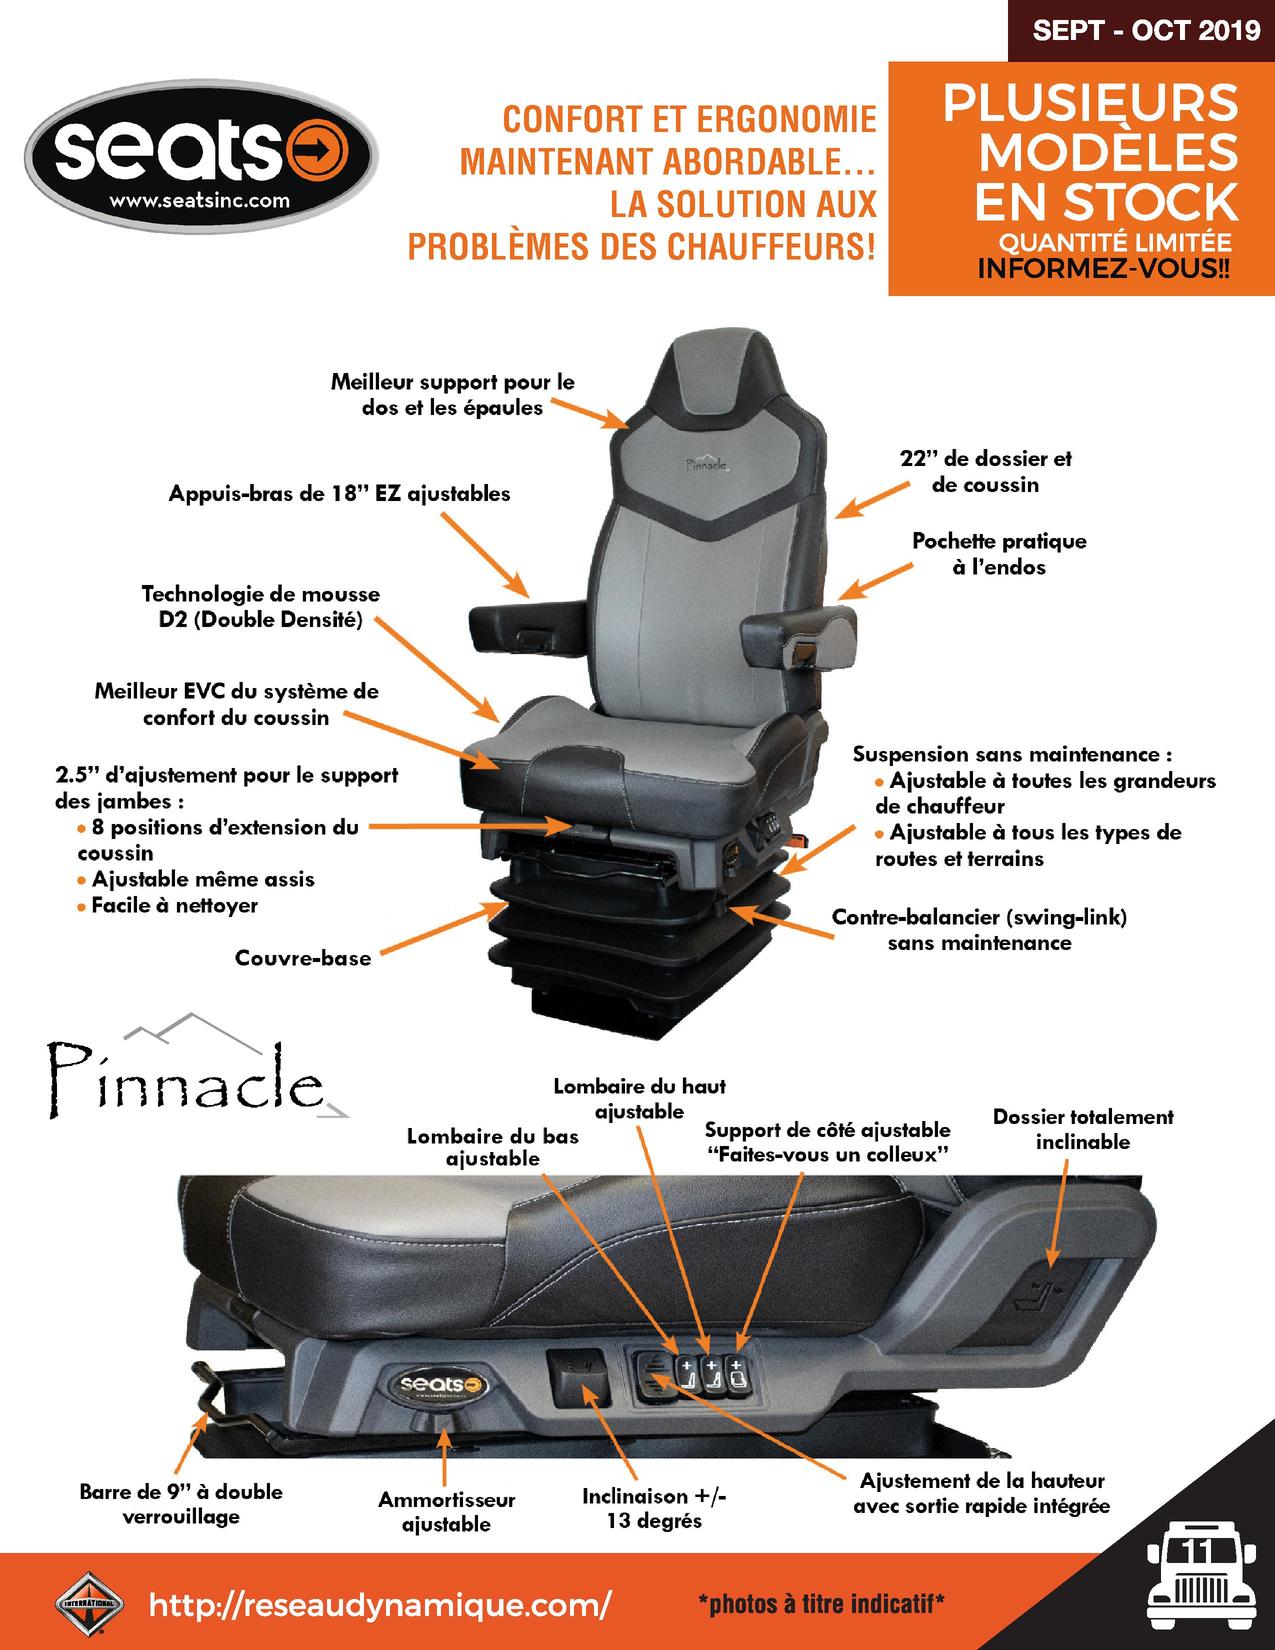 SEPT - OCT 2019
seats
www.seatsinc.com
CONFORT ET ERGONOMIE
MAINTENANT ABORDABLE...
LA SOLUTION AUX
PROBLÈMES DES CHAUFFEURS!
PLUSIEURS
MODÈLES
EN STOCK
QUANTITÉ LIMITÉE
INFORMEZ-VOUS!!
Meilleur support pour le
dos et les épaules
Pinnacle
22” de dossier et
de coussin
Appuis-bras de 18” EZ ajustables
Pochette pratique
à l’endos
Technologie de mousse
D2 (Double Densité)
Meilleur EVC du système de
confort du coussin
2.5” d’ajustement pour le support
des jambes :
• 8 positions d’extension du
coussin
• Ajustable même assis
• Facile à nettoyer
Couvre-base
Suspension sans maintenance :
• Ajustable à toutes les grandeurs
de chauffeur
• Ajustable à tous les types de
routes et terrains
Contre-balancier (swing-link)
sans maintenance
Pinnacle
Lombaire du haut
ajustable
Lombaire du bas
ajustable
Support de côté ajustable
“Faites-vous un colleux”
Dossier totalement
inclinable
seats
Barre de 9” à double
verrouillage
Ammortisseur
ajustable
Inclinaison +/-
13 degrés
Ajustement de la hauteur
avec sortie rapide intégrée
INTERNATIONAL
http://reseaudynamique.com/
*photos à titre indicatif*
11